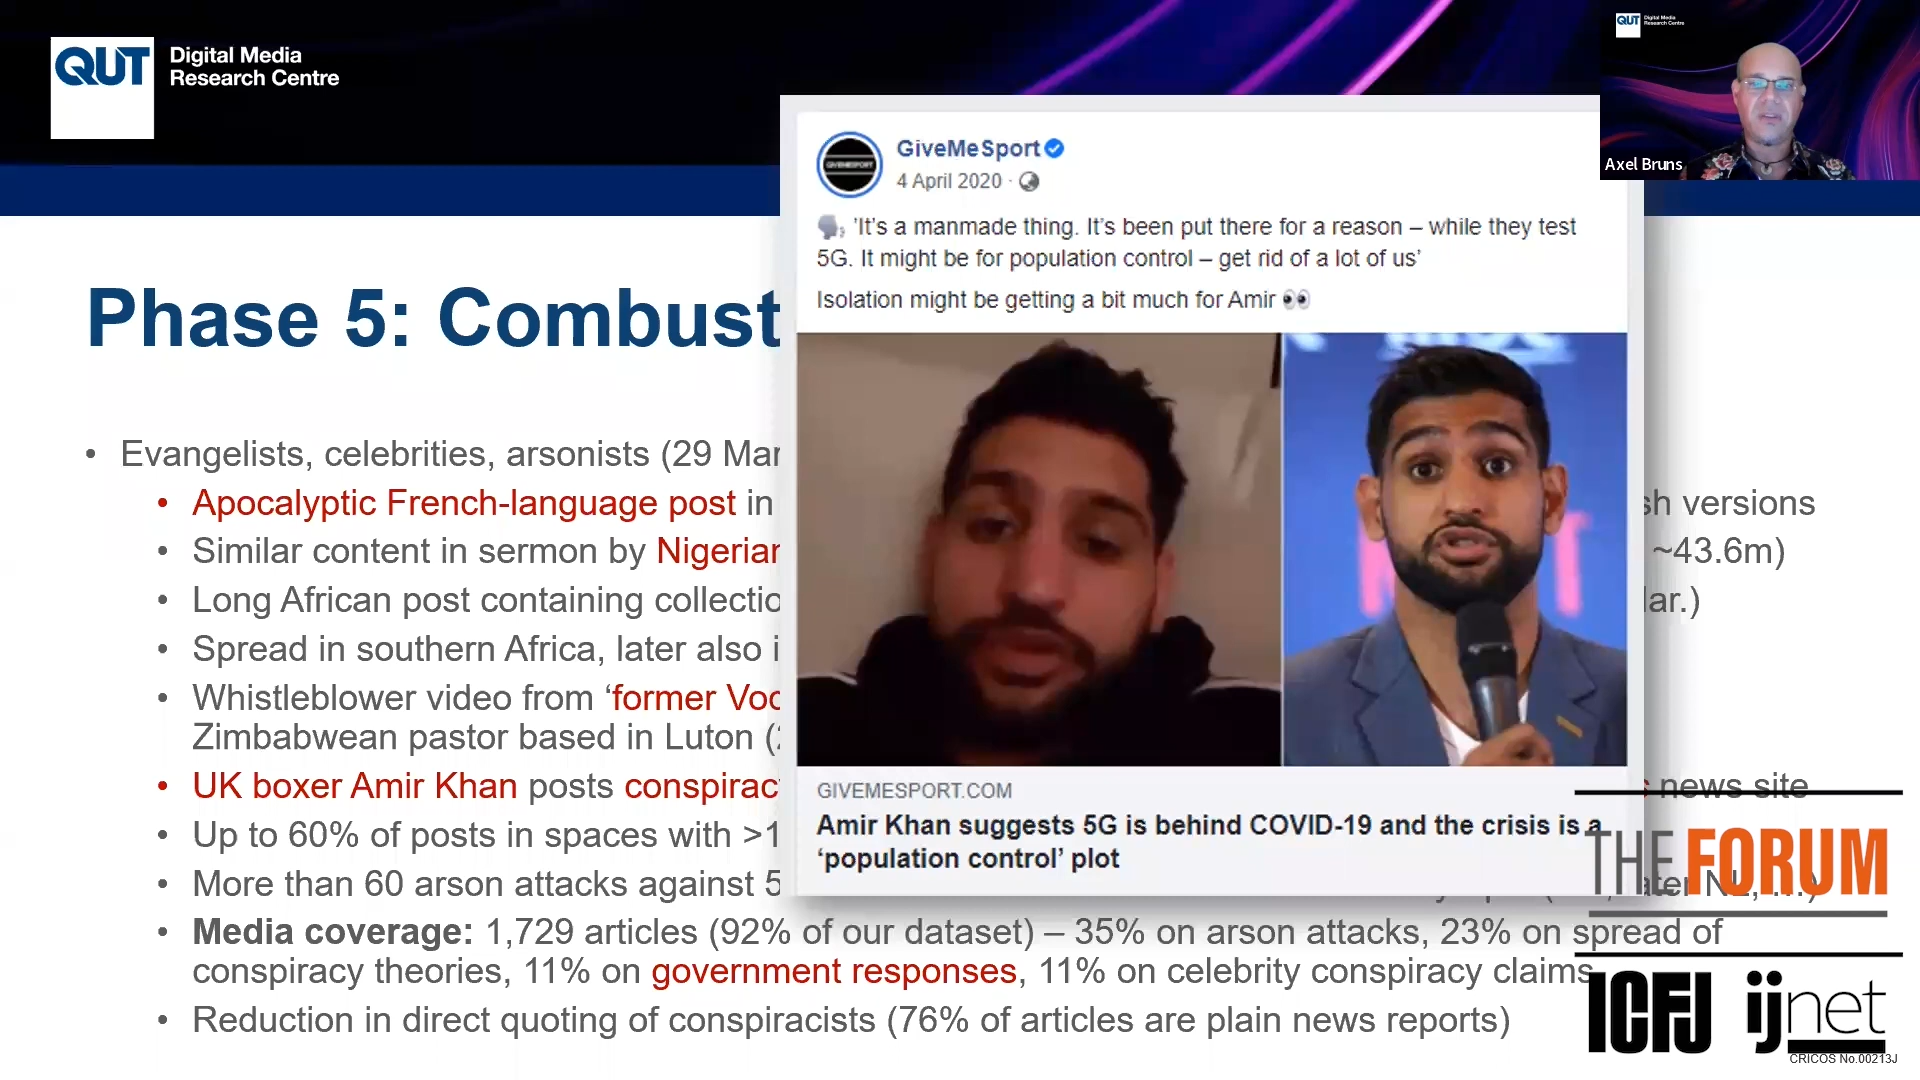 QUT
Digital Media
Research Centre
QUT
Digital Media
Research Centre
Axel Bruns
GiveMeSport
4 April 2020 ·
GIVEMESPORT
'It's a manmade thing. It's been put there for a reason – while they test
5G. It might be for population control – get rid of a lot of us'
Isolation might be getting a bit much for Amir 👀
GIVEMESPORT.COM
Amir Khan suggests 5G is behind COVID-19 and the crisis is a
'population control' plot
Phase 5: Combust
• Evangelists, celebrities, arsonists (29 Mar
• Apocalyptic French-language post in sh versions
• Similar content in sermon by Nigerian ~43.6m)
• Long African post containing collectio ar.)
• Spread in southern Africa, later also i
• Whistleblower video from 'former Voc
Zimbabwean pastor based in Luton (
• UK boxer Amir Khan posts conspirac news site
• Up to 60% of posts in spaces with >1
• More than 60 arson attacks against 5 ater NL, …)
• Media coverage: 1,729 articles (92% of our dataset) – 35% on arson attacks, 23% on spread of
conspiracy theories, 11% on government responses, 11% on celebrity conspiracy claims
• Reduction in direct quoting of conspiracists (76% of articles are plain news reports)
THE FORUM
ICFJ ijnet
CRICOS No.00213J